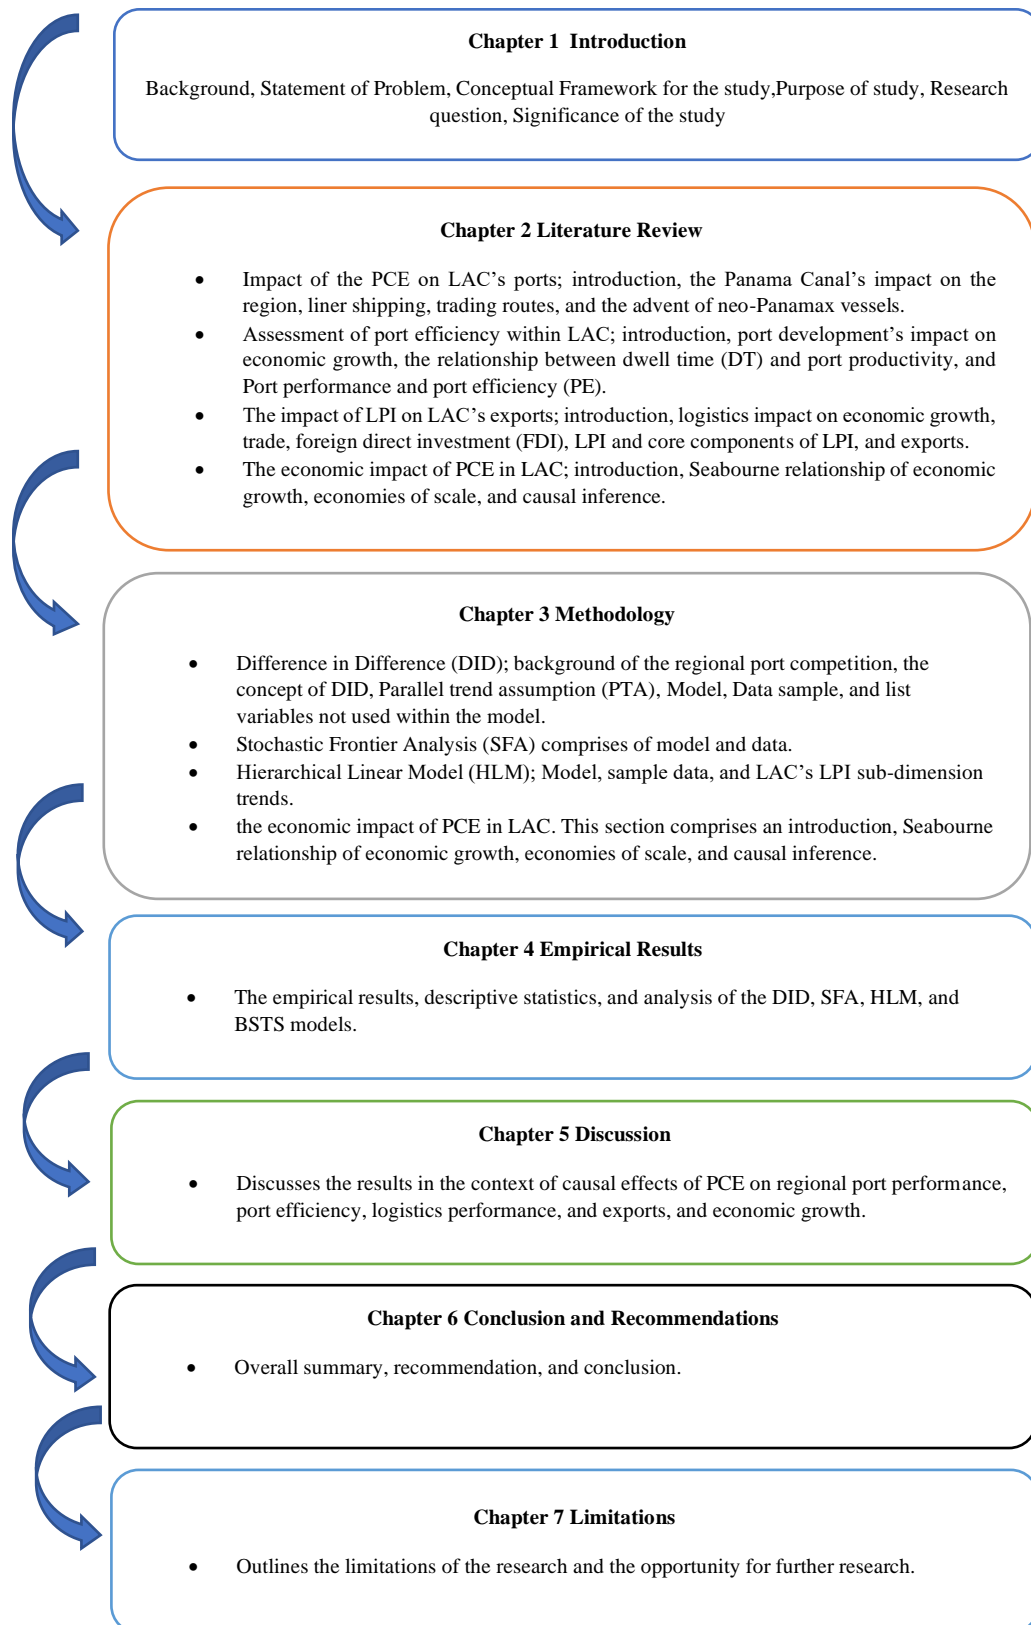 Chapter 1 Introduction
Background, Statement of Problem, Conceptual Framework for the study,Purpose of study, Research
question, Significance of the study
Chapter 2 Literature Review
• Impact of the PCE on LAC’s ports; introduction, the Panama Canal’s impact on the
region, liner shipping, trading routes, and the advent of neo-Panamax vessels.
• Assessment of port efficiency within LAC; introduction, port development’s impact on
economic growth, the relationship between dwell time (DT) and port productivity, and
Port performance and port efficiency (PE).
• The impact of LPI on LAC’s exports; introduction, logistics impact on economic growth,
trade, foreign direct investment (FDI), LPI and core components of LPI, and exports.
• The economic impact of PCE in LAC; introduction, Seabourne relationship of economic
growth, economies of scale, and causal inference.
Chapter 3 Methodology
• Difference in Difference (DID); background of the regional port competition, the
concept of DID, Parallel trend assumption (PTA), Model, Data sample, and list
variables not used within the model.
• Stochastic Frontier Analysis (SFA) comprises of model and data.
• Hierarchical Linear Model (HLM); Model, sample data, and LAC’s LPI sub-dimension
trends.
• the economic impact of PCE in LAC. This section comprises an introduction, Seabourne
relationship of economic growth, economies of scale, and causal inference.
Chapter 4 Empirical Results
• The empirical results, descriptive statistics, and analysis of the DID, SFA, HLM, and
BSTS models.
Chapter 5 Discussion
• Discusses the results in the context of causal effects of PCE on regional port performance,
port efficiency, logistics performance, and exports, and economic growth.
Chapter 6 Conclusion and Recommendations
• Overall summary, recommendation, and conclusion.
Chapter 7 Limitations
• Outlines the limitations of the research and the opportunity for further research.